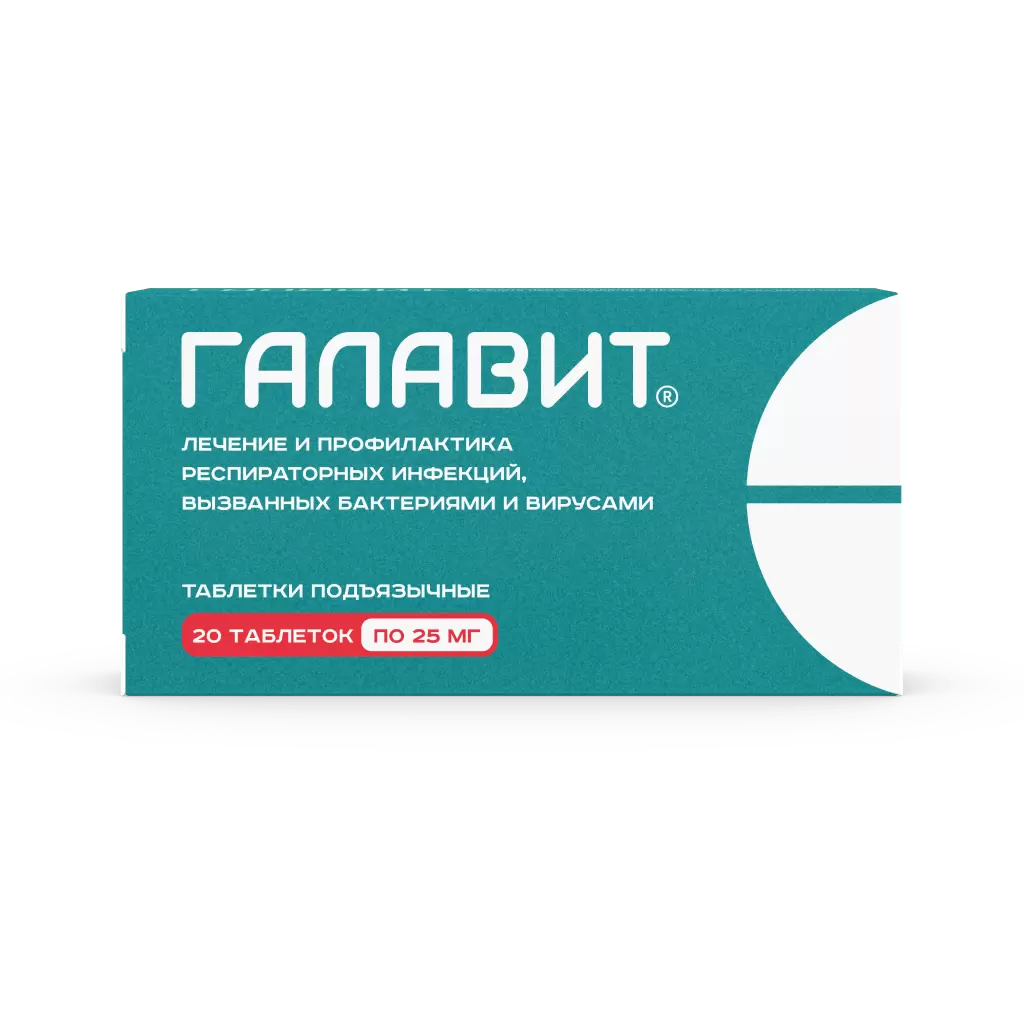 ГАЛАВИТ®
ЛЕЧЕНИЕ И ПРОФИЛАКТИКА
РЕСПИРАТОРНЫХ ИНФЕКЦИЙ,
ВЫЗВАННЫХ БАКТЕРИЯМИ И ВИРУСАМИ
ТАБЛЕТКИ ПОДЪЯЗЫЧНЫЕ
20 ТАБЛЕТОК ПО 25 МГ